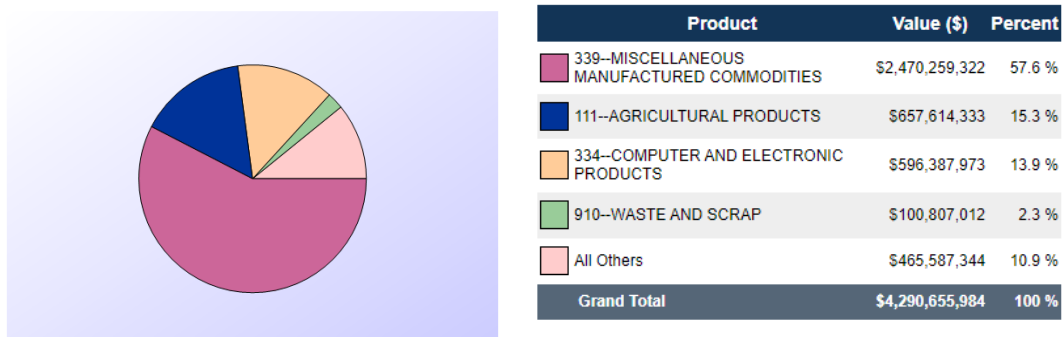 Product Value ($) Percent
339--MISCELLANEOUS
MANUFACTURED COMMODITIES $2,470,259,322 57.6 %
111--AGRICULTURAL PRODUCTS $657,614,333 15.3 %
334--COMPUTER AND ELECTRONIC
PRODUCTS $596,387,973 13.9 %
910--WASTE AND SCRAP $100,807,012 2.3 %
All Others $465,587,344 10.9 %
Grand Total $4,290,655,984 100 %